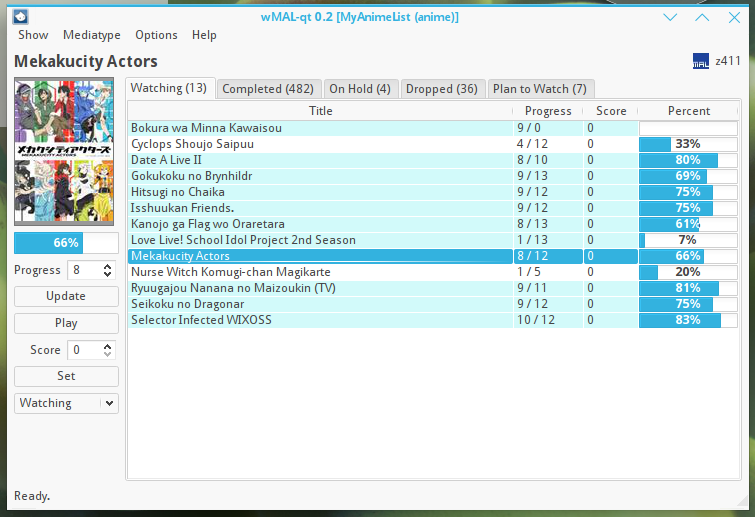 wMAL-qt 0.2 [MyAnimeList (anime)]
Show Mediatype Options Help
Mekakucity Actors
MAL z411
メカクシティアクターズ
MEKAKUCITY ACTORS
66%
Progress 8
Update
Play
Score 0
Set
Watching
Watching (13) Completed (482) On Hold (4) Dropped (36) Plan to Watch (7)
Title Progress Score Percent
Bokura wa Minna Kawaisou 9 / 0 0
Cyclops Shoujo Saipuu 4 / 12 0 33%
Date A Live II 8 / 10 0 80%
Gokukoku no Brynhildr 9 / 13 0 69%
Hitsugi no Chaika 9 / 12 0 75%
Isshuukan Friends. 9 / 12 0 75%
Kanojo ga Flag wo Oraretara 8 / 13 0 61%
Love Live! School Idol Project 2nd Season 1 / 13 0 7%
Mekakucity Actors 8 / 12 0 66%
Nurse Witch Komugi-chan Magikarte 1 / 5 0 20%
Ryuugajou Nanana no Maizoukin (TV) 9 / 11 0 81%
Seikoku no Dragonar 9 / 12 0 75%
Selector Infected WIXOSS 10 / 12 0 83%
Ready.